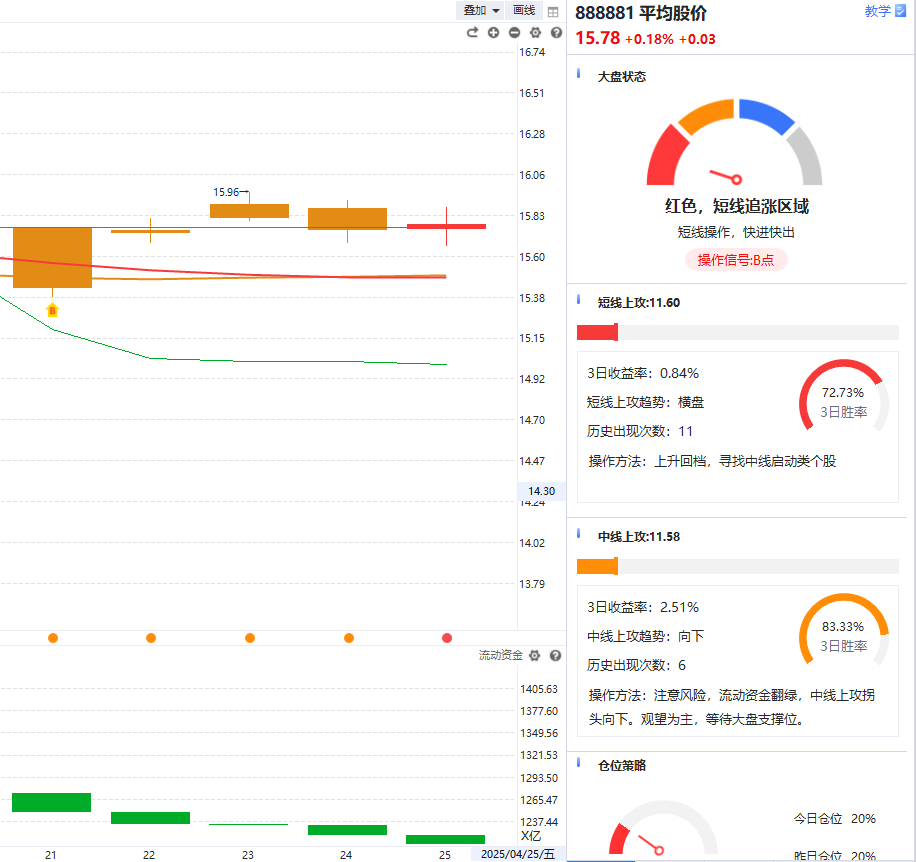 叠加 画线
16.74
16.51
16.28
16.06
15.96
15.83
15.60
B
15.38
15.15
14.92
14.70
14.47
14.30
14.24
14.02
13.79
流动资金
1405.63
1377.60
1349.56
1321.53
1293.50
1265.47
1237.44
X亿
21 22 23 24 25 2025/04/25/五
888881 平均股价 教学
15.78 +0.18% +0.03
大盘状态
红色，短线追涨区域
短线操作，快进快出
操作信号:B点
短线上攻:11.60
3日收益率：0.84%
短线上攻趋势：横盘
历史出现次数：11
72.73%
3日胜率
操作方法：上升回档，寻找中线启动类个股
中线上攻:11.58
3日收益率：2.51%
中线上攻趋势：向下
历史出现次数：6
83.33%
3日胜率
操作方法：注意风险，流动资金翻绿，中线上攻拐
头向下。观望为主，等待大盘支撑位。
仓位策略
今日仓位 20%
昨日仓位 20%